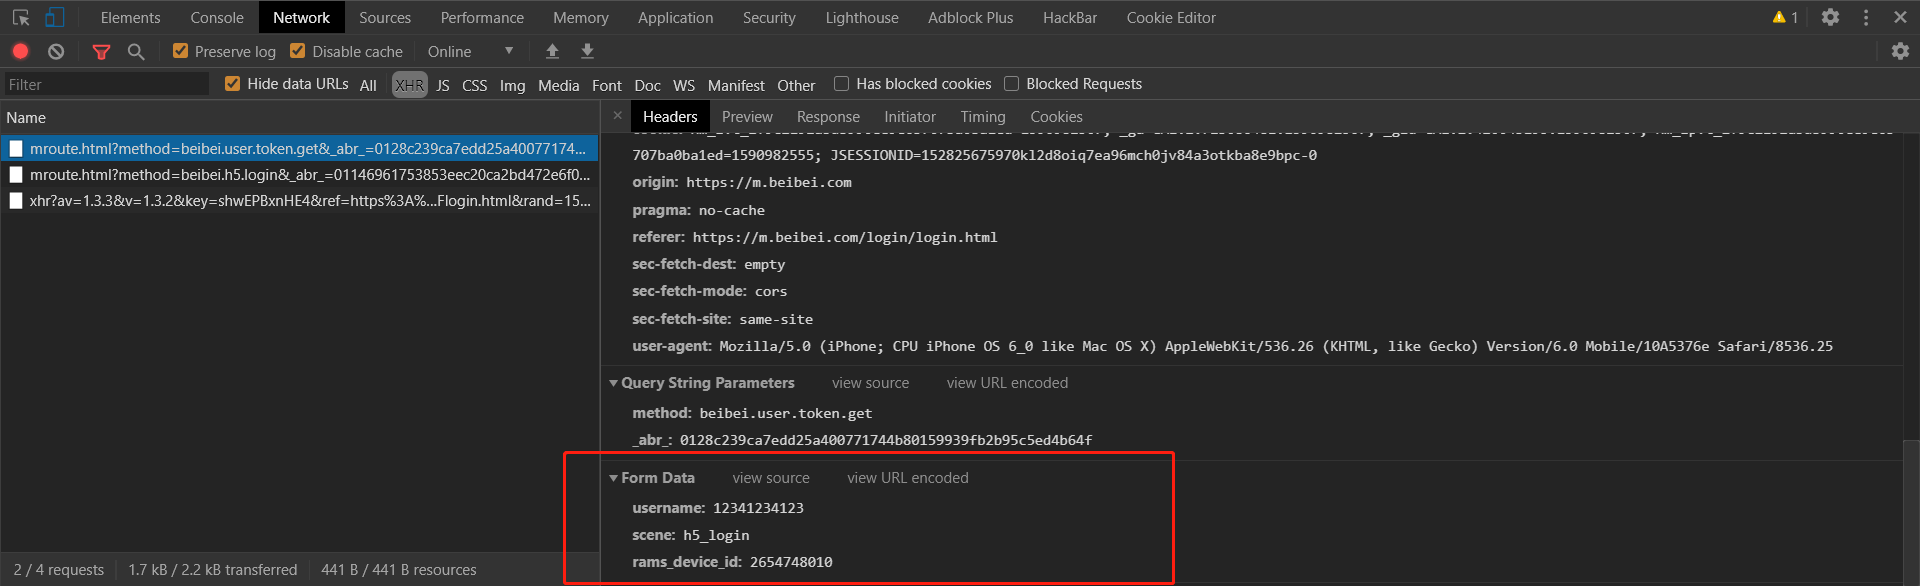 Elements Console Network Sources Performance Memory Application Security Lighthouse Adblock Plus HackBar Cookie Editor 1
Preserve log Disable cache Online
Filter Hide data URLs All XHR JS CSS Img Media Font Doc WS Manifest Other Has blocked cookies Blocked Requests
Name
mroute.html?method=beibei.user.token.get&_abr_=0128c239ca7edd25a40077174...
mroute.html?method=beibei.h5.login&_abr_=01146961753853eec20ca2bd472e6f0...
xhr?av=1.3.3&v=1.3.2&key=shwEPBxnHE4&ref=https%3A%...Flogin.html&rand=15...
2 / 4 requests 1.7 kB / 2.2 kB transferred 441 B / 441 B resources
× Headers Preview Response Initiator Timing Cookies
707ba0ba1ed=1590982555; JSESSIONID=152825675970kl2d8oiq7ea96mch0jv84a3otkba8e9bpc-0
origin: https://m.beibei.com
pragma: no-cache
referer: https://m.beibei.com/login/login.html
sec-fetch-dest: empty
sec-fetch-mode: cors
sec-fetch-site: same-site
user-agent: Mozilla/5.0 (iPhone; CPU iPhone OS 6_0 like Mac OS X) AppleWebKit/536.26 (KHTML, like Gecko) Version/6.0 Mobile/10A5376e Safari/8536.25
Query String Parameters view source view URL encoded
method: beibei.user.token.get
_abr_: 0128c239ca7edd25a400771744b80159939fb2b95c5ed4b64f
Form Data view source view URL encoded
username: 12341234123
scene: h5_login
rams_device_id: 2654748010